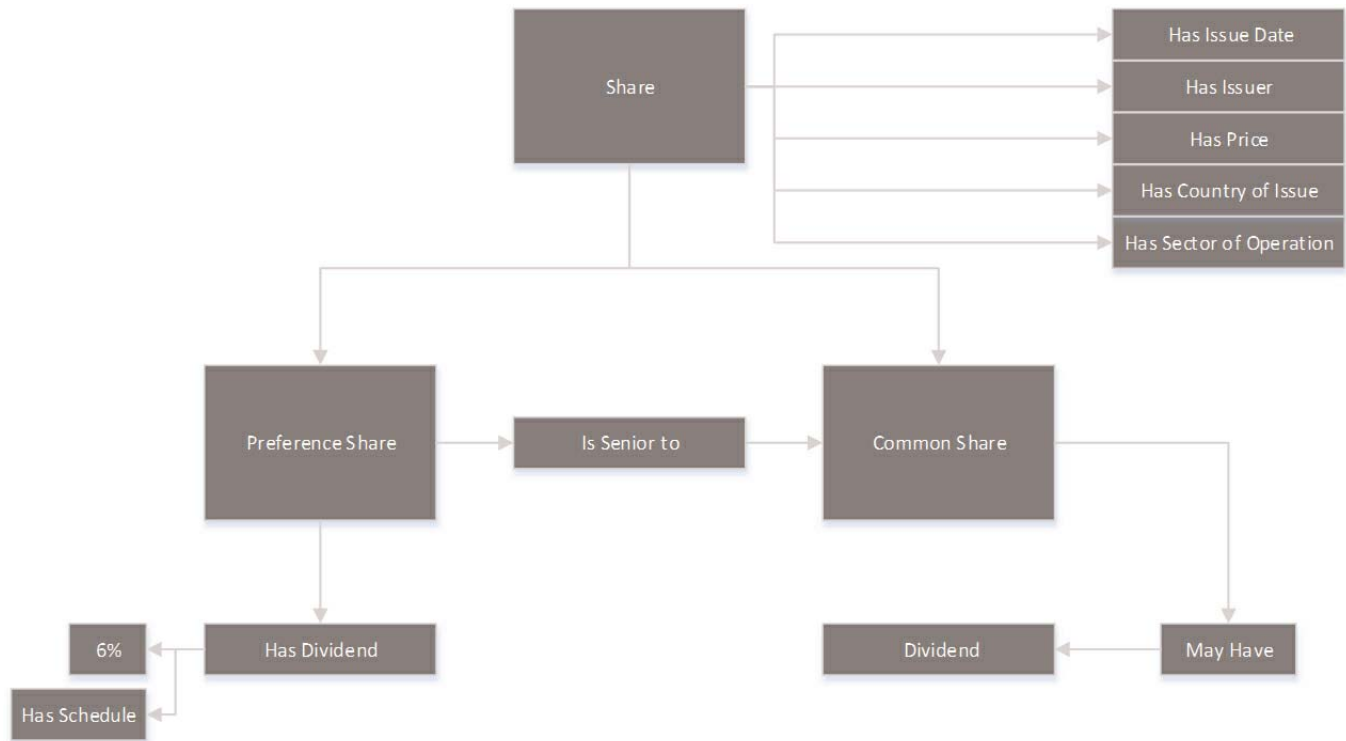 Share
Has Issue Date
Has Issuer
Has Price
Has Country of Issue
Has Sector of Operation
Preference Share
Is Senior to
Common Share
6%
Has Dividend
Dividend
May Have
Has Schedule